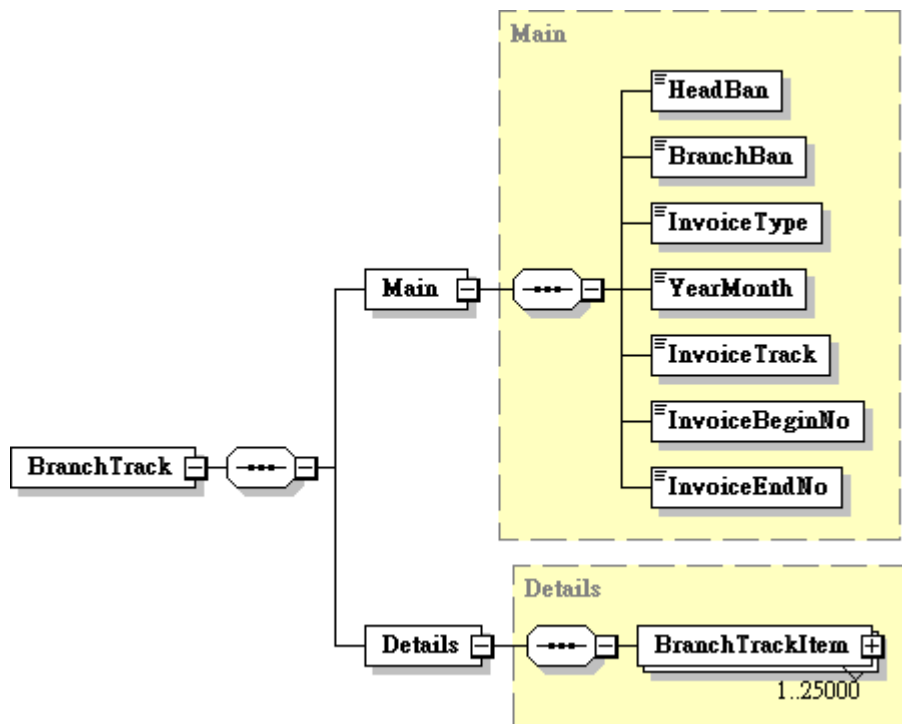 Main
HeadBan
BranchBan
InvoiceType
Main
YearMonth
InvoiceTrack
InvoiceBeginNo
BranchTrack
InvoiceEndNo
Details
Details
BranchTrackItem
1..25000